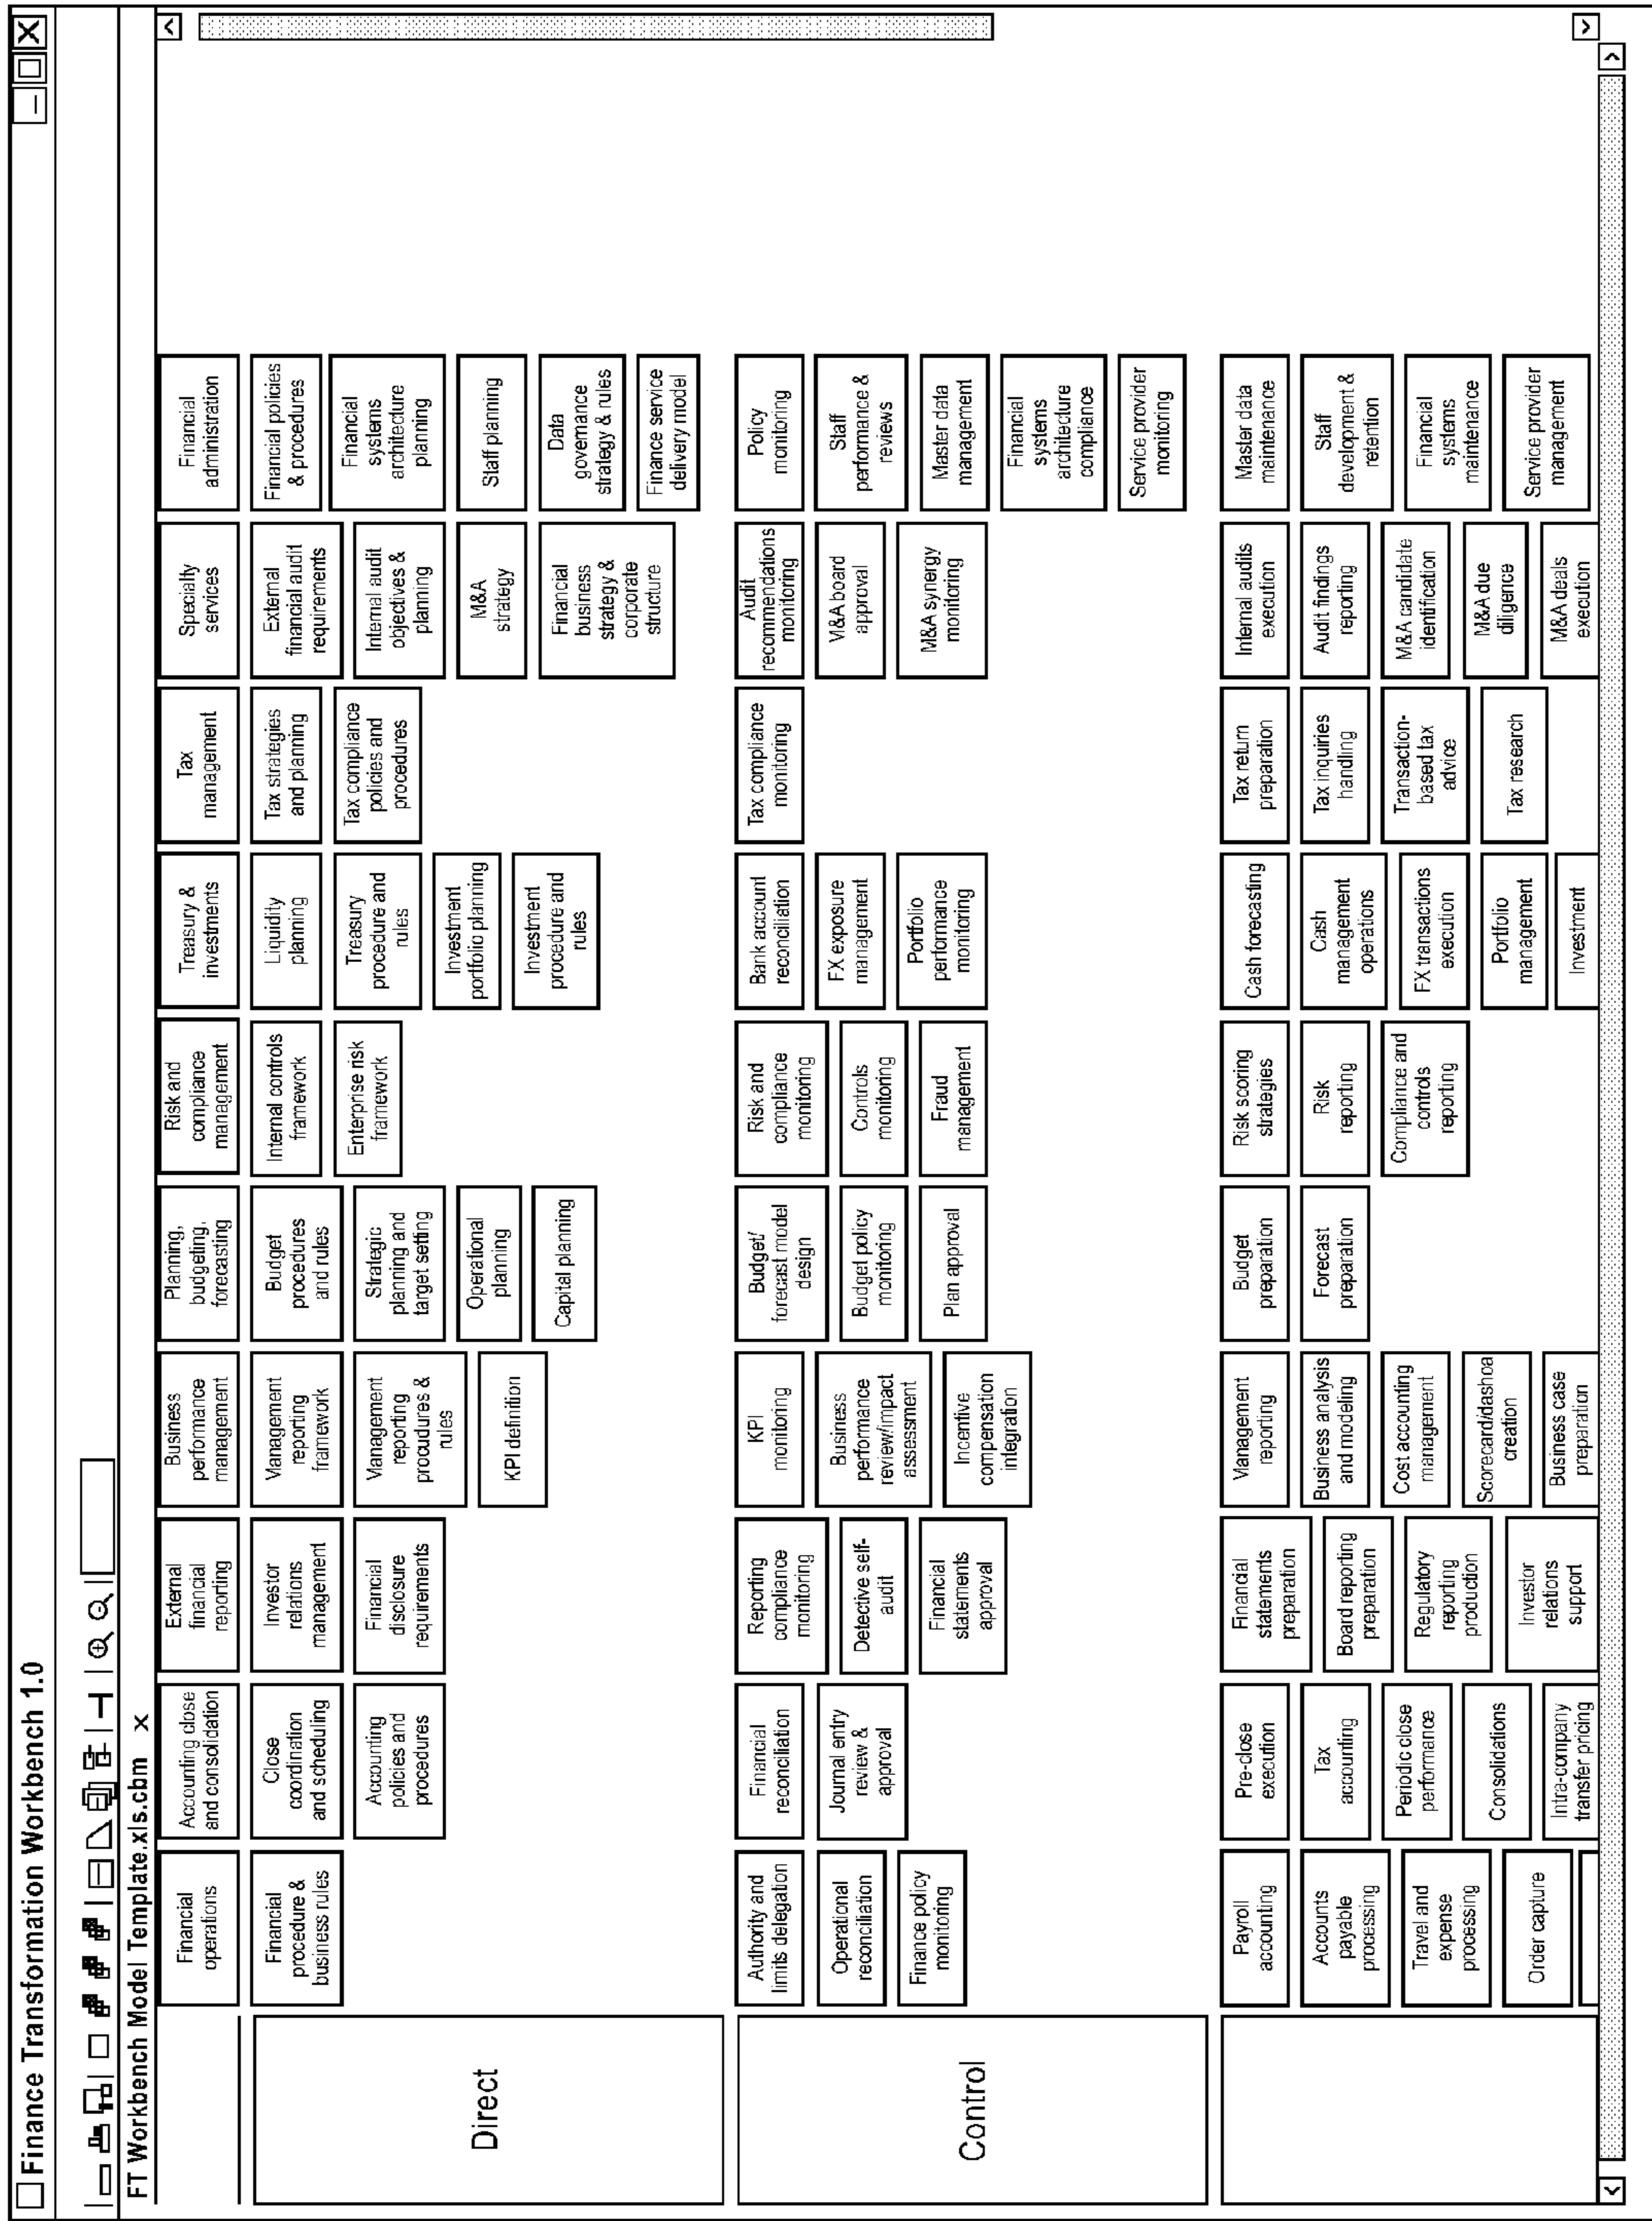 Finance Transformation Workbench 1.0
FT Workbench Model Template.xls.cbm X
Financial
operations
Accounting close
and consolidation
External
financial
reporting
Business
performance
management
Planning,
budgeting,
forecasting
Risk and
compliance
management
Treasury &
investments
Tax
management
Specialty
services
Financial
administration
Direct
Financial
procedure &
business rules
Close
coordination
and scheduling
Accounting
policies and
procedures
Investor
relations
management
Financial
disclosure
requirements
Management
reporting
framework
Management
reporting
procudures &
rules
KPI definition
Budget
procedures
and rules
Strategic
planning and
target setting
Operational
planning
Capital planning
Internal controls
framework
Enterprise risk
framework
Liquidity
planning
Treasury
procedure and
rules
Investment
portfolio planning
Investment
procedure and
rules
Tax strategies
and planning
Tax compliance
policies and
procedures
External
financial audit
requirements
Internal audit
objectives &
planning
M&A
strategy
Financial
business
strategy &
corporate
structure
Financial policies
& procedures
Financial
systems
architecture
planning
Staff planning
Data
governance
strategy & rules
Finance service
delivery model
Control
Authority and
limits delegation
Operational
reconciliation
Finance policy
monitoring
Financial
reconciliation
Journal entry
review &
approval
Reporting
compliance
monitoring
Detective self-
audit
Financial
statements
approval
KPI
monitoring
Business
performance
review/impact
assessment
Incentive
compensation
integration
Budget/
forecast model
design
Budget policy
monitoring
Plan approval
Risk and
compliance
monitoring
Controls
monitoring
Fraud
management
Bank account
reconciliation
FX exposure
management
Portfolio
performance
monitoring
Tax compliance
monitoring
Audit
recommendations
monitoring
M&A board
approval
M&A synergy
monitoring
Policy
monitoring
Staff
performance &
reviews
Master data
management
Financial
systems
architecture
compliance
Service provider
monitoring
Payroll
accounting
Accounts
payable
processing
Travel and
expense
processing
Order capture
Pre-close
execution
Tax
accounting
Periodic close
performance
Consolidations
Intra-company
transfer pricing
Financial
statements
preparation
Board reporting
preparation
Regulatory
reporting
production
Investor
relations
support
Management
reporting
Business analysis
and modeling
Cost accounting
management
Scorecard/dashboa
creation
Business case
preparation
Budget
preparation
Forecast
preparation
Risk scoring
strategies
Risk
reporting
Compliance and
controls
reporting
Cash forecasting
Cash
management
operations
FX transactions
execution
Portfolio
management
Investment
Tax return
preparation
Tax inquiries
handling
Transaction-
based tax
advice
Tax research
Internal audits
execution
Audit findings
reporting
M&A candidate
identification
M&A due
diligence
M&A deals
execution
Master data
maintenance
Staff
development &
retention
Financial
systems
maintenance
Service provider
management